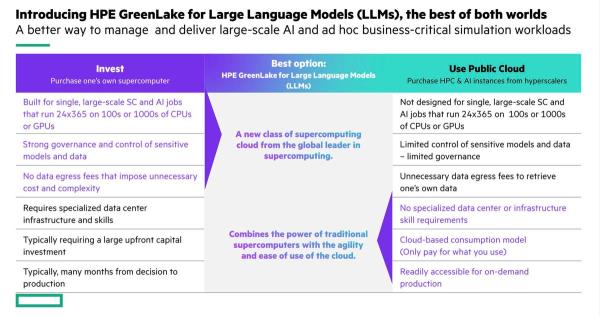 Introducing HPE GreenLake for Large Language Models (LLMs), the best of both worlds
A better way to manage and deliver large-scale AI and ad hoc business-critical simulation workloads
Invest
Purchase one's own supercomputer
Built for single, large-scale SC and AI jobs
that run 24x365 on 100s or 1000s of CPUs
or GPUs
Strong governance and control of sensitive
models and data
No data egress fees that impose unnecessary
cost and complexity
Requires specialized data center
infrastructure and skills
Typically requiring a large upfront capital
investment
Typically, many months from decision to
production
Best option:
HPE GreenLake for Large Language Models
(LLMs)
A new class of supercomputing
cloud from the global leader in
supercomputing.
Combines the power of traditional
supercomputers with the agility
and ease of use of the cloud.
Use Public Cloud
Purchase HPC & AI instances from hyperscalers
Not designed for single, large-scale SC and
AI jobs that run 24x365 on 100s or 1000s
of CPUs or GPUs
Limited control of sensitive models and data
– limited governance
Unnecessary data egress fees to retrieve
one's own data
No specialized data center or infrastructure
skill requirements
Cloud-based consumption model
(Only pay for what you use)
Readily accessible for on-demand
production